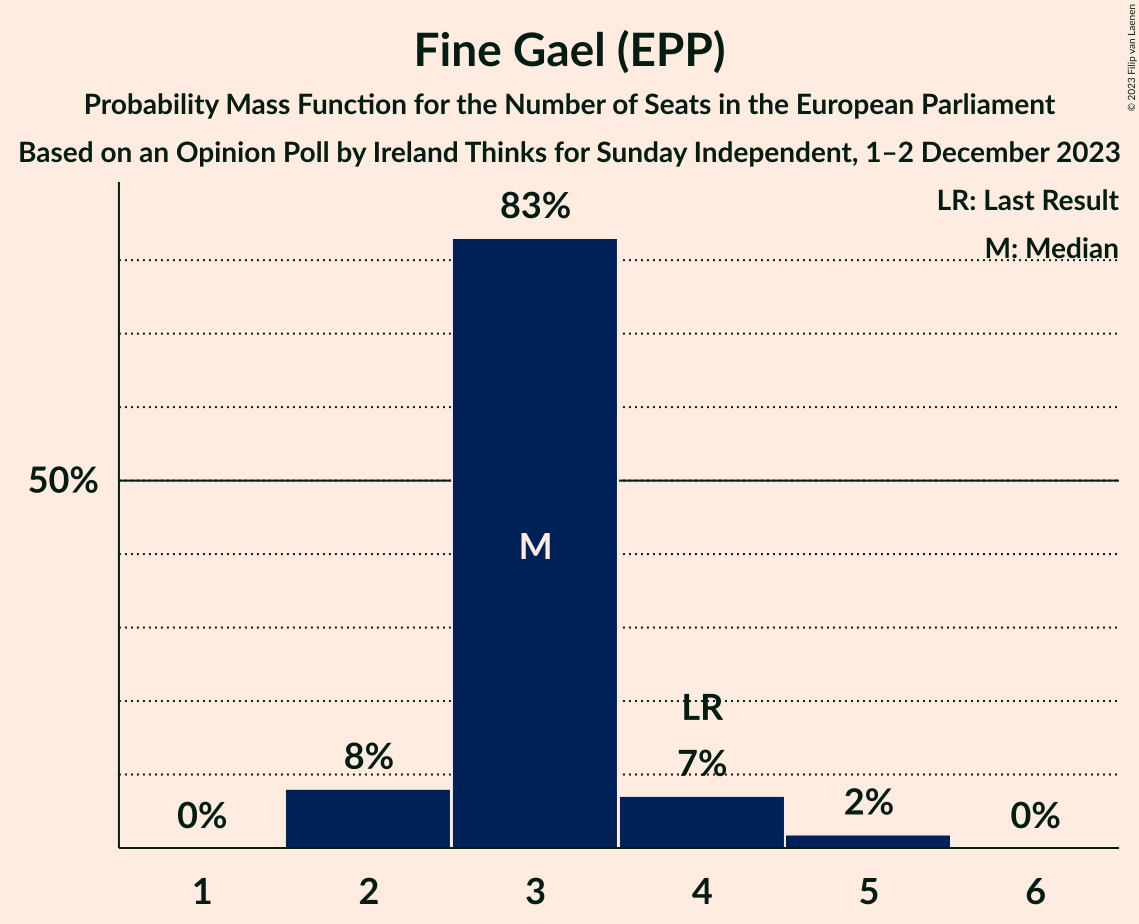 Fine Gael (EPP)
Probability Mass Function for the Number of Seats in the European Parliament
Based on an Opinion Poll by Ireland Thinks for Sunday Independent, 1–2 December 2023
© 2023 Filip van Laenen
LR: Last Result
M: Median
83%
50%
M
LR
8%
7%
0%
2%
0%
1 2 3 4 5 6